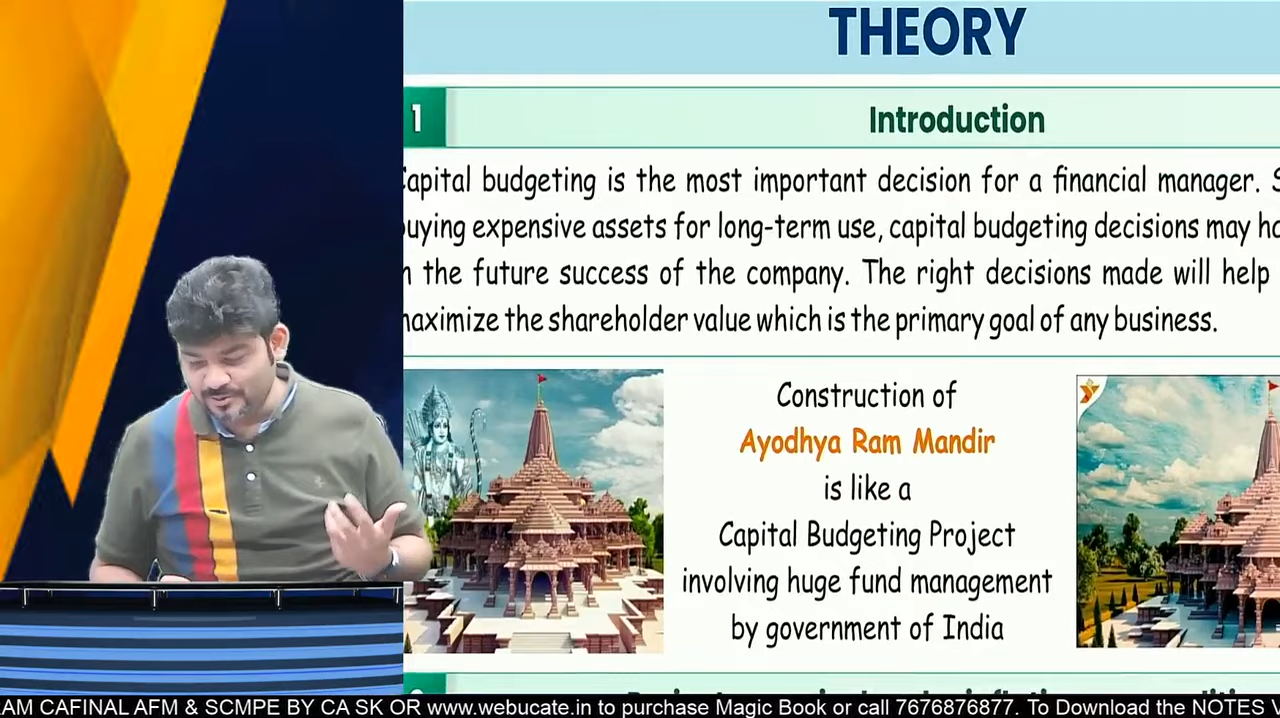 THEORY
1
Introduction
apital budgeting is the most important decision for a financial manager.
uying expensive assets for long-term use, capital budgeting decisions may
the future success of the company. The right decisions made will help
aximize the shareholder value which is the primary goal of any business.
Construction of
Ayodhya Ram Mandir
is like a
Capital Budgeting Project
involving huge fund management
by government of India
AM CAFINAL AFM & SCMPE BY CA SK OR www.webucate.in to purchase Magic Book or call 7676876877. To Download the NOTES